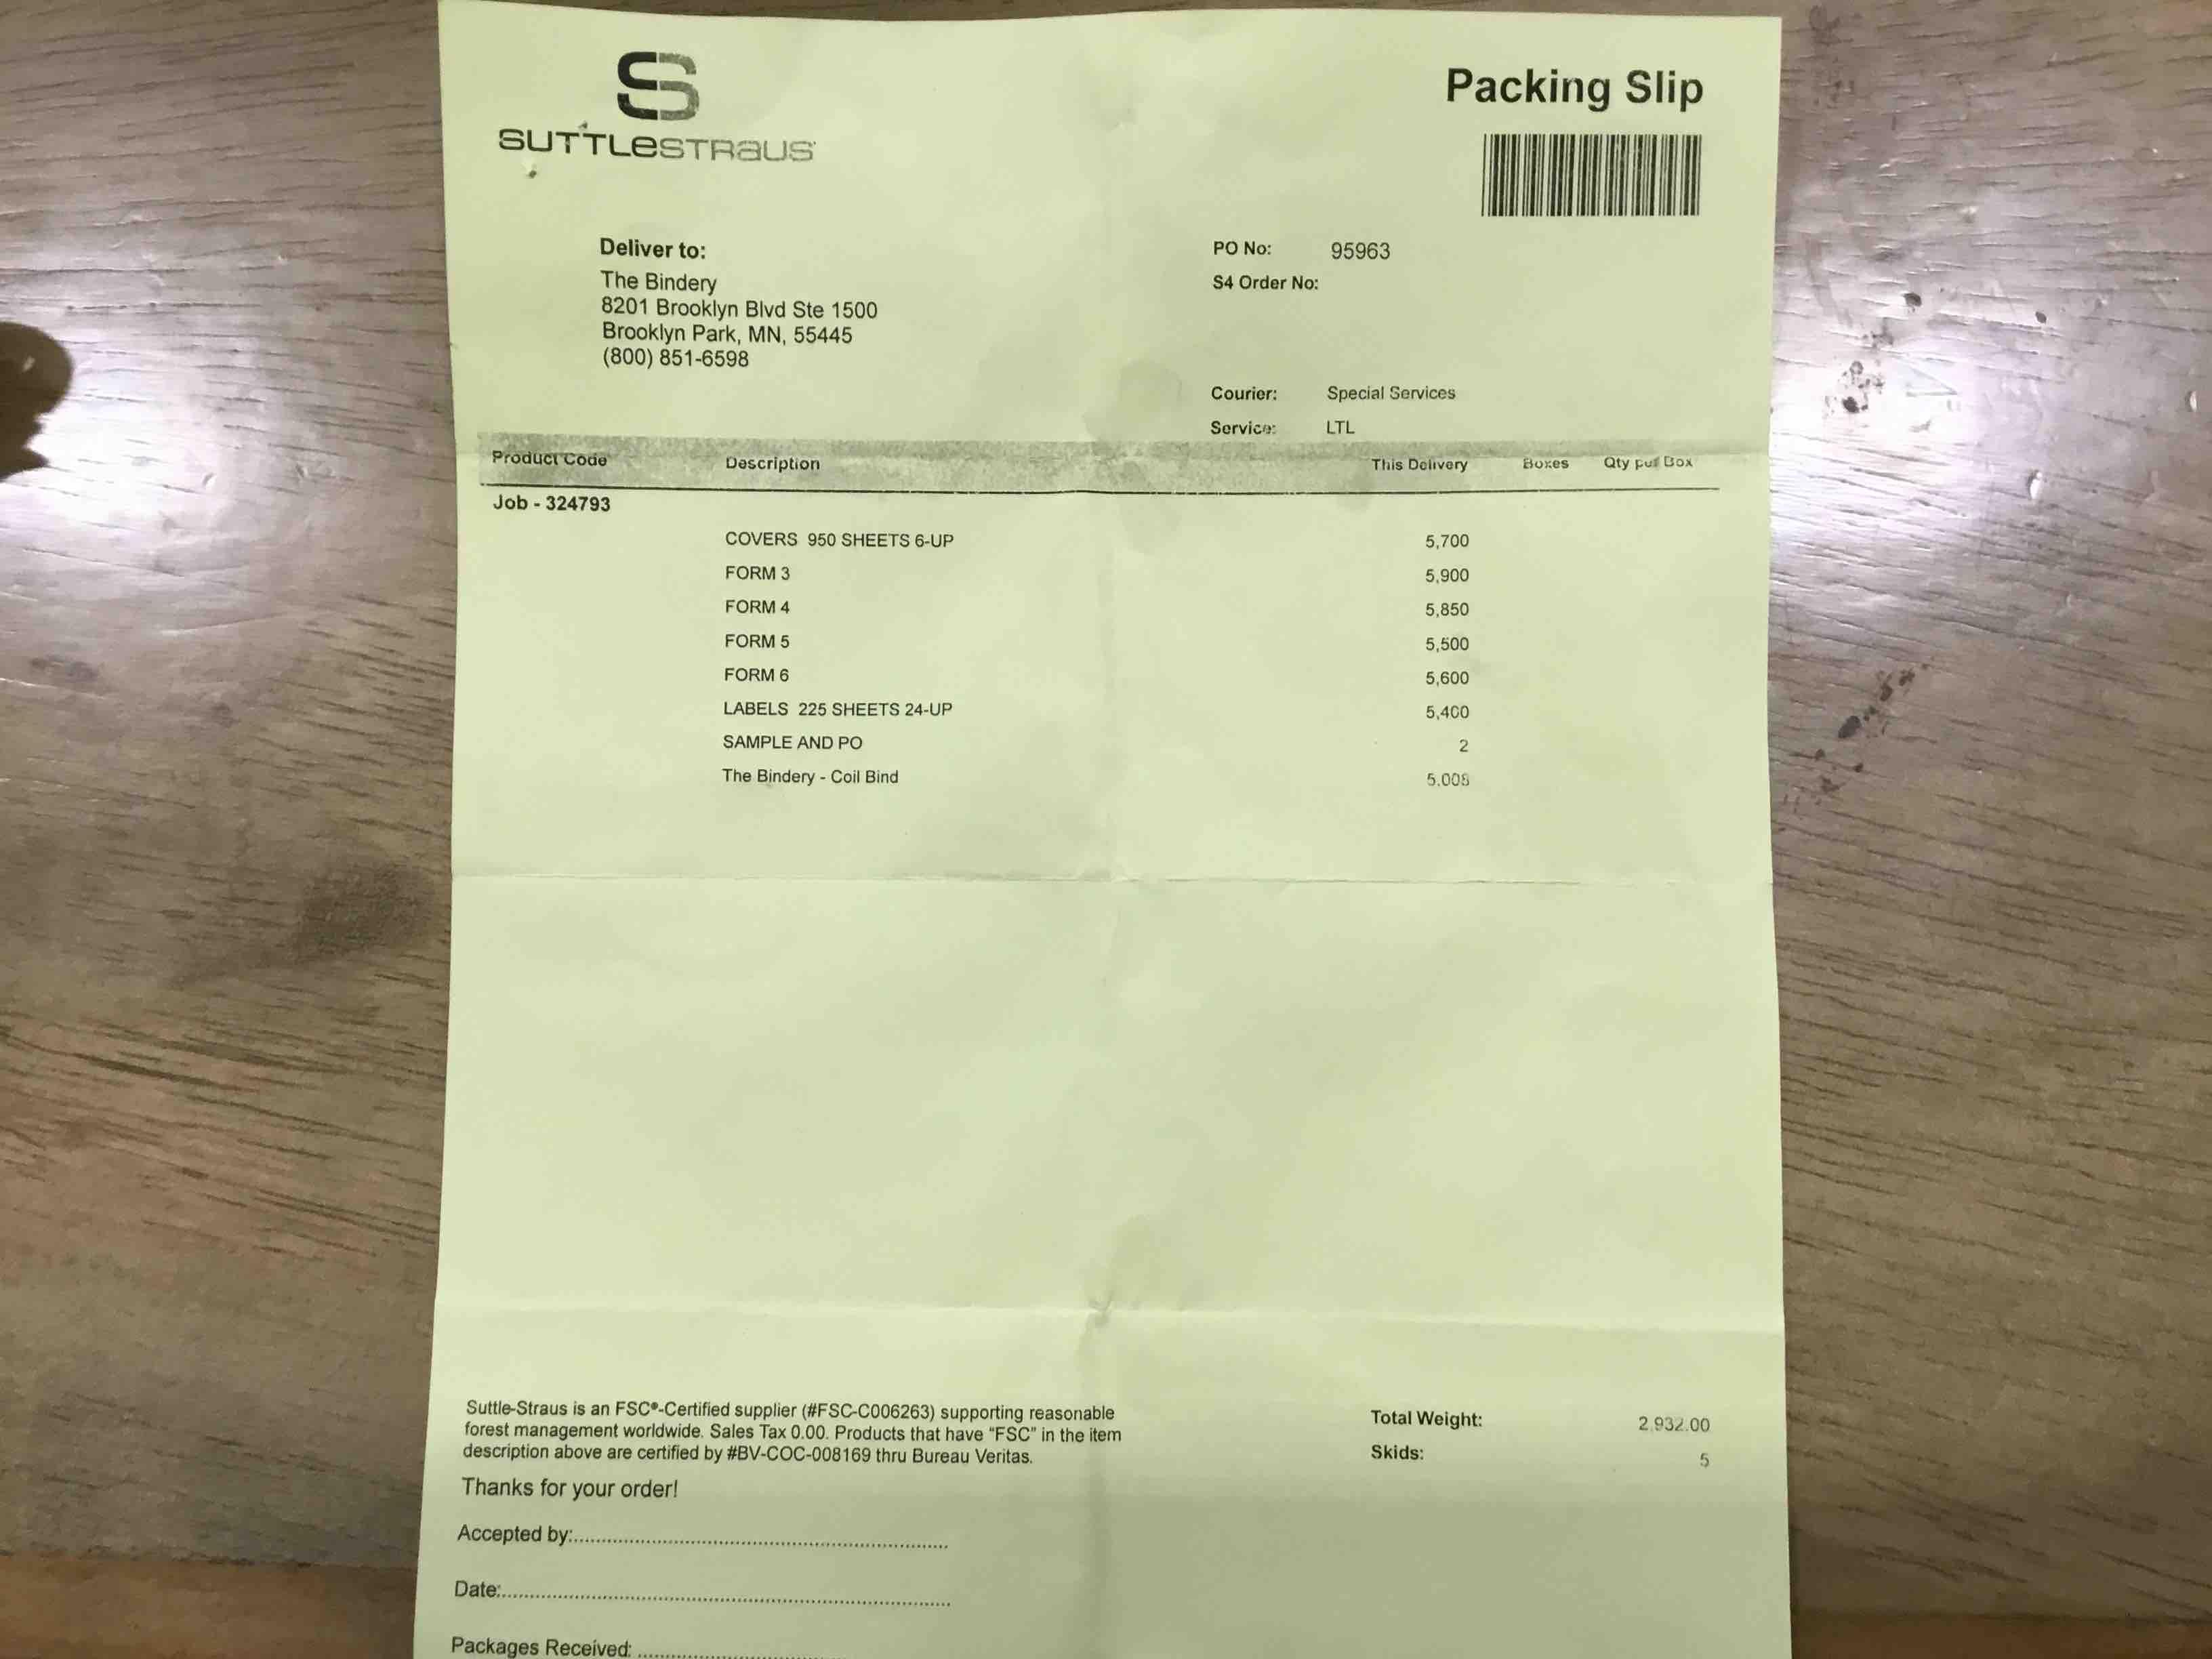 SUTTLESTRAUS
Packing Slip
Deliver to:
The Bindery
8201 Brooklyn Blvd Ste 1500
Brooklyn Park, MN, 55445
(800) 851-6598
PO No: 95963
S4 Order No:
Courier: Special Services
Service: LTL
Product Code Description This Delivery Boxes Qty per Box
Job - 324793
COVERS 950 SHEETS 6-UP 5,700
FORM 3 5,900
FORM 4 5,850
FORM 5 5,500
FORM 6 5,600
LABELS 225 SHEETS 24-UP 5,400
SAMPLE AND PO 2
The Bindery - Coil Bind
Suttle-Straus is an FSC®-Certified supplier (#FSC-C006263) supporting reasonable
forest management worldwide. Sales Tax 0.00. Products that have "FSC" in the item
description above are certified by #BV-COC-008169 thru Bureau Veritas.
Total Weight: 2,932.00
Skids: 5
Thanks for your order!
Accepted by:
Date:
Packages Received: